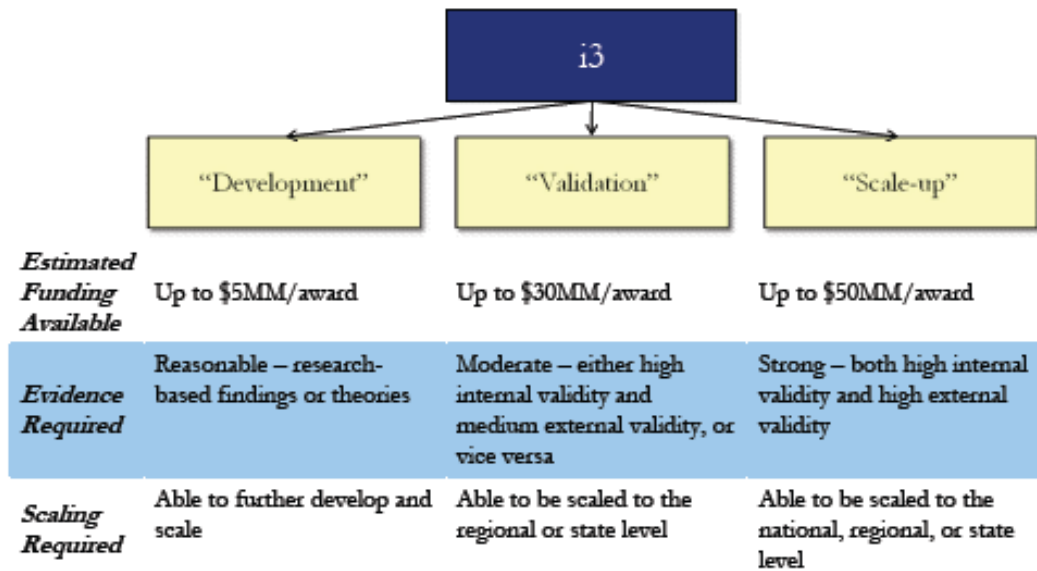 i3
“Development”
“Validation”
“Scale-up”
Estimated
Funding
Available
Up to $5MM/award
Up to $30MM/award
Up to $50MM/award
Evidence
Required
Reasonable – research-
based findings or theories
Moderate – either high
internal validity and
medium external validity, or
vice versa
Strong – both high internal
validity and high external
validity
Scaling
Required
Able to further develop and
scale
Able to be scaled to the
regional or state level
Able to be scaled to the
national, regional, or state
level